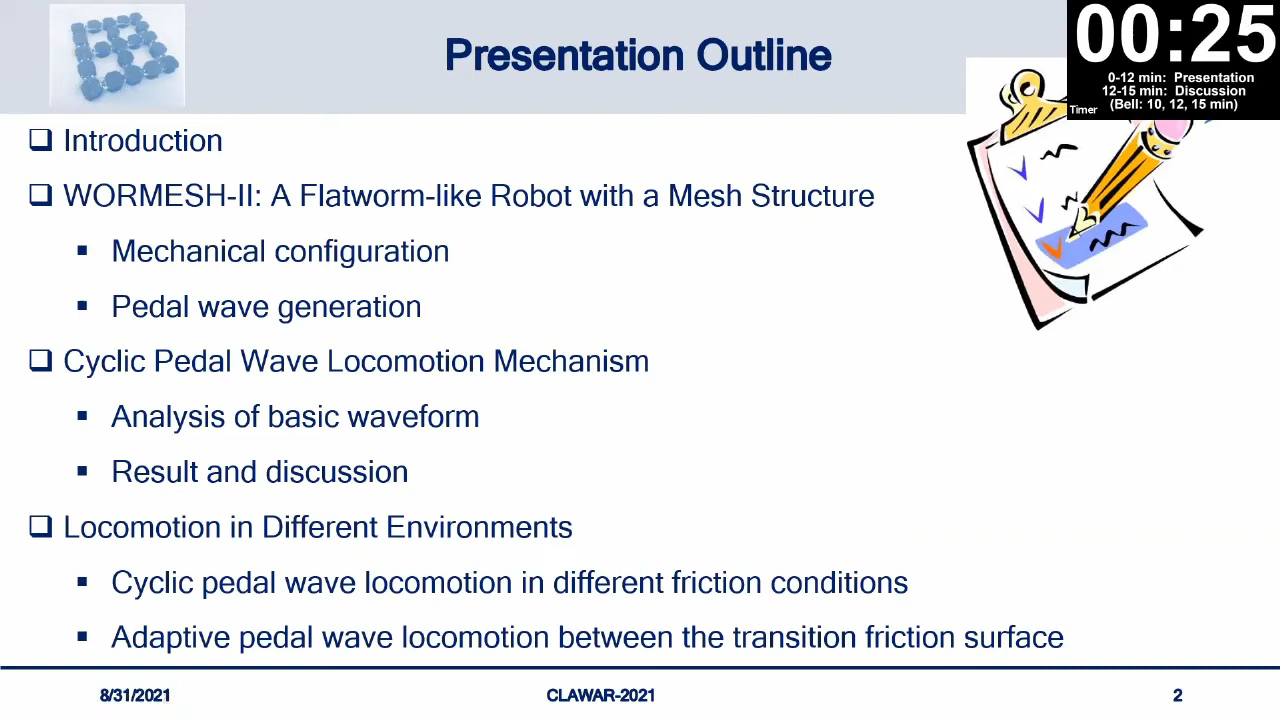 Presentation Outline
00:25
0-12 min: Presentation
12-15 min: Discussion
Timer (Bell: 10, 12, 15 min)
Introduction
WORMESH-II: A Flatworm-like Robot with a Mesh Structure
Mechanical configuration
Pedal wave generation
Cyclic Pedal Wave Locomotion Mechanism
Analysis of basic waveform
Result and discussion
Locomotion in Different Environments
Cyclic pedal wave locomotion in different friction conditions
Adaptive pedal wave locomotion between the transition friction surface
8/31/2021 CLAWAR-2021 2